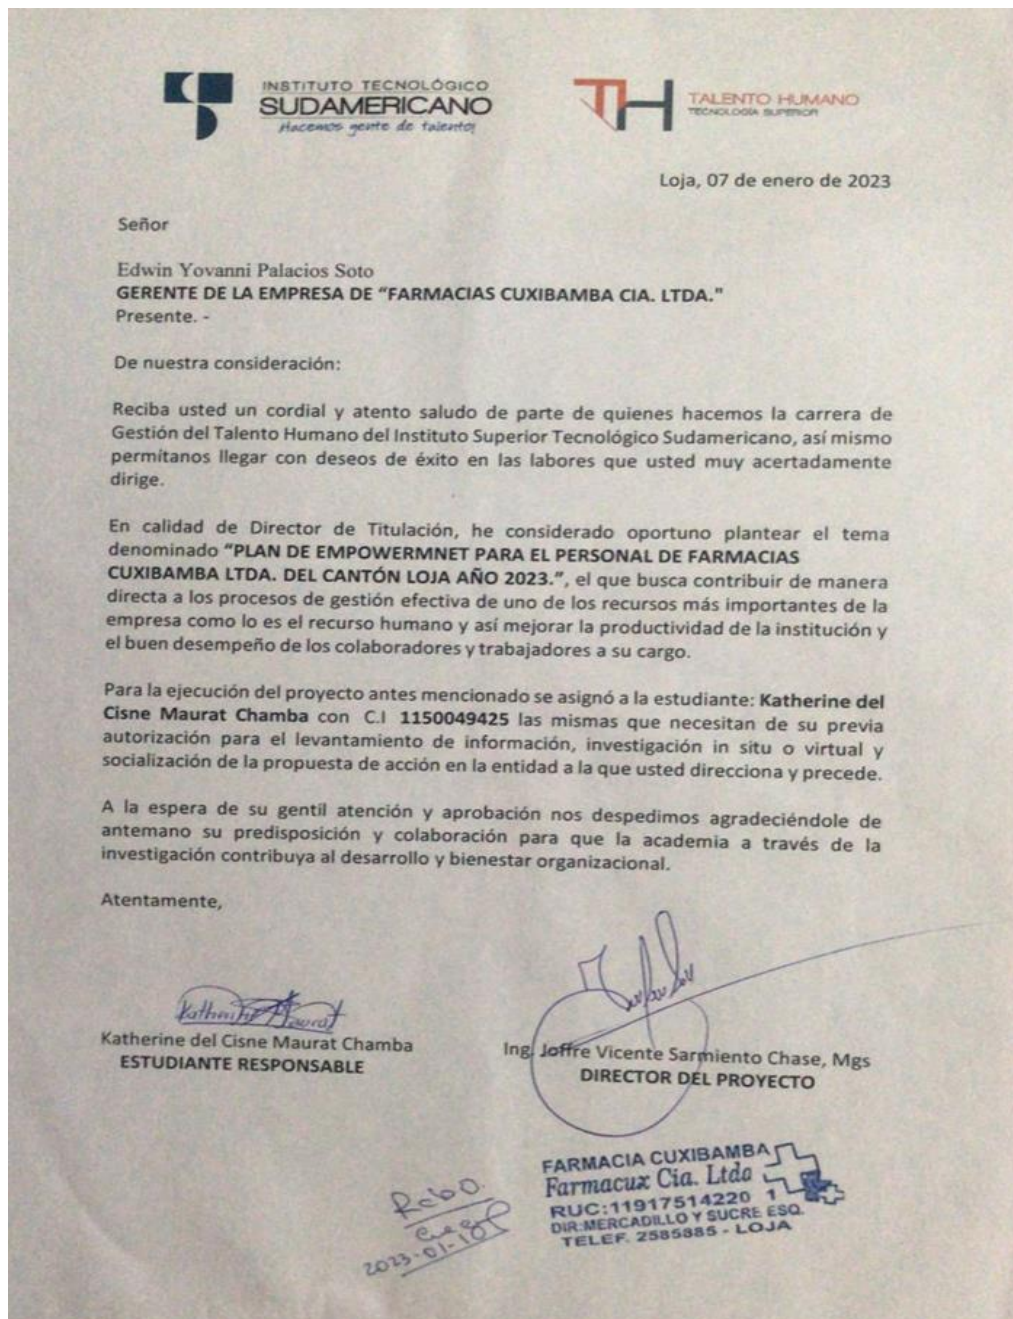 INSTITUTO TECNOLÓGICO
SUDAMERICANO
Hacemos gente de talento!
TH
TALENTO HUMANO
TECNOLOGÍA SUPERIOR
Loja, 07 de enero de 2023
Señor
Edwin Yovanni Palacios Soto
GERENTE DE LA EMPRESA DE “FARMACIAS CUXIBAMBA CIA. LTDA.”
Presente. -
De nuestra consideración:
Reciba usted un cordial y atento saludo de parte de quienes hacemos la carrera de
Gestión del Talento Humano del Instituto Superior Tecnológico Sudamericano, así mismo
permítanos llegar con deseos de éxito en las labores que usted muy acertadamente
dirige.
En calidad de Director de Titulación, he considerado oportuno plantear el tema
denominado “PLAN DE EMPOWERMNET PARA EL PERSONAL DE FARMACIAS
CUXIBAMBA LTDA. DEL CANTÓN LOJA AÑO 2023.”, el que busca contribuir de manera
directa a los procesos de gestión efectiva de uno de los recursos más importantes de la
empresa como lo es el recurso humano y así mejorar la productividad de la institución y
el buen desempeño de los colaboradores y trabajadores a su cargo.
Para la ejecución del proyecto antes mencionado se asignó a la estudiante: Katherine del
Cisne Maurat Chamba con C.I 1150049425 las mismas que necesitan de su previa
autorización para el levantamiento de información, investigación in situ o virtual y
socialización de la propuesta de acción en la entidad a la que usted direcciona y precede.
A la espera de su gentil atención y aprobación nos despedimos agradeciéndole de
antemano su predisposición y colaboración para que la academia a través de la
investigación contribuya al desarrollo y bienestar organizacional.
Atentamente,
Katherine del Cisne Maurat Chamba
ESTUDIANTE RESPONSABLE
Ing. Joffre Vicente Sarmiento Chase, Mgs
DIRECTOR DEL PROYECTO
FARMACIA CUXIBAMBA
Farmacux Cia. Ltda
RUC:11917514220 1
DIR:MERCADILLO Y SUCRE ESQ.
TELEF. 2585885 - LOJA
2023-01-10